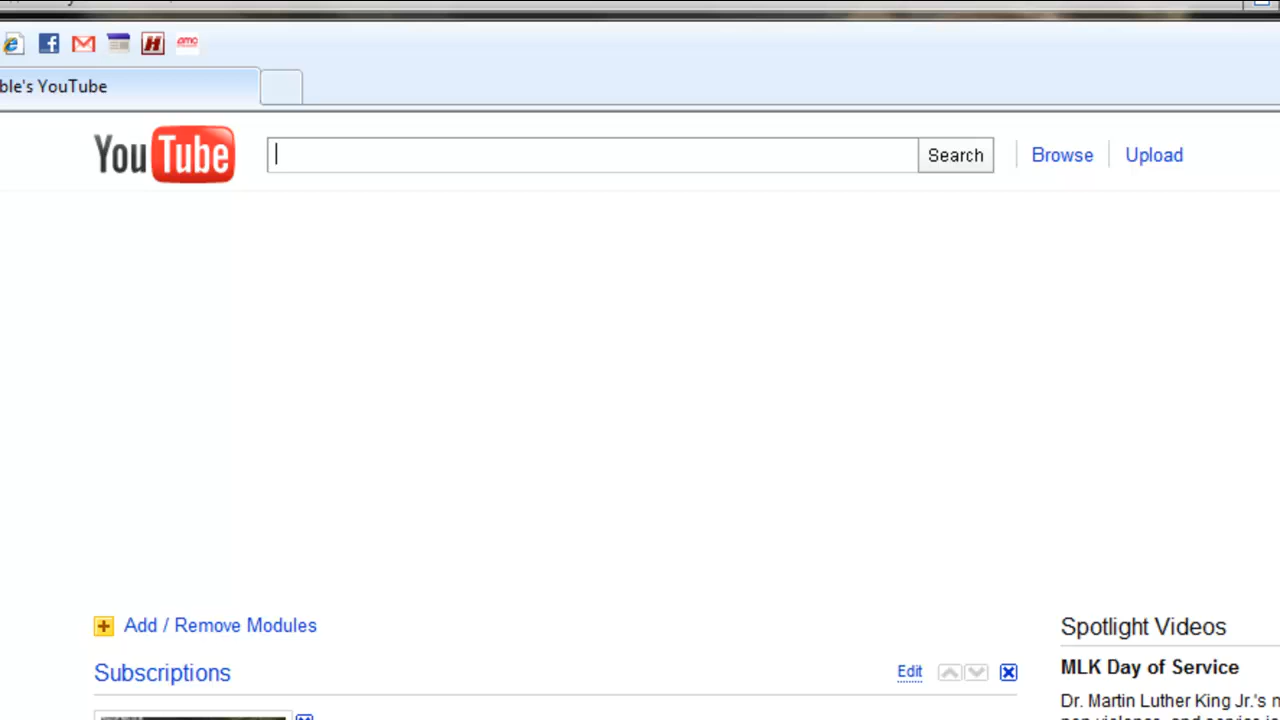 ble's YouTube
YouTube
Search
Browse
Upload
Add / Remove Modules
Spotlight Videos
Subscriptions
Edit
MLK Day of Service
Dr. Martin Luther King Jr.'s